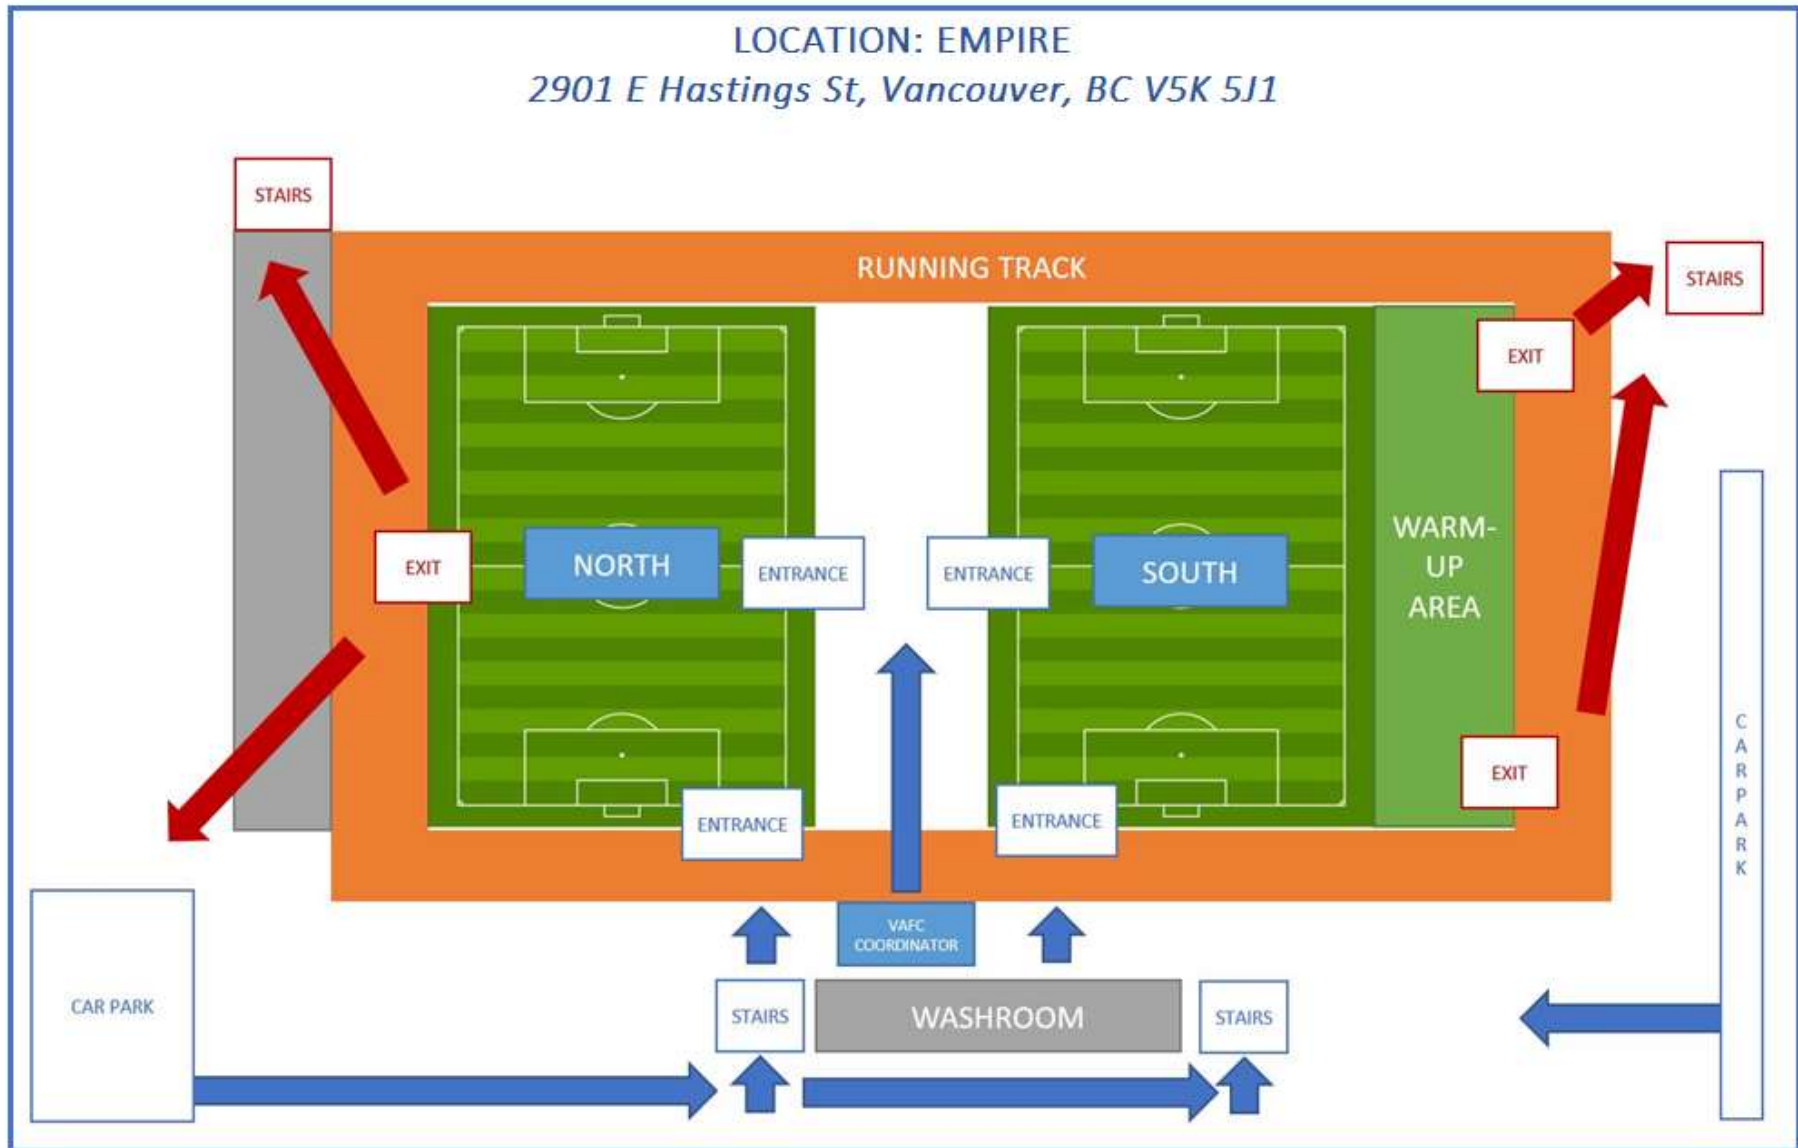 LOCATION: EMPIRE
2901 E Hastings St, Vancouver, BC V5K 5J1
STAIRS
RUNNING TRACK
STAIRS
EXIT
EXIT
NORTH
ENTRANCE
ENTRANCE
SOUTH
WARM-
UP
AREA
EXIT
ENTRANCE
ENTRANCE
CARPARK
VAFC
COORDINATOR
CAR PARK
STAIRS
WASHROOM
STAIRS